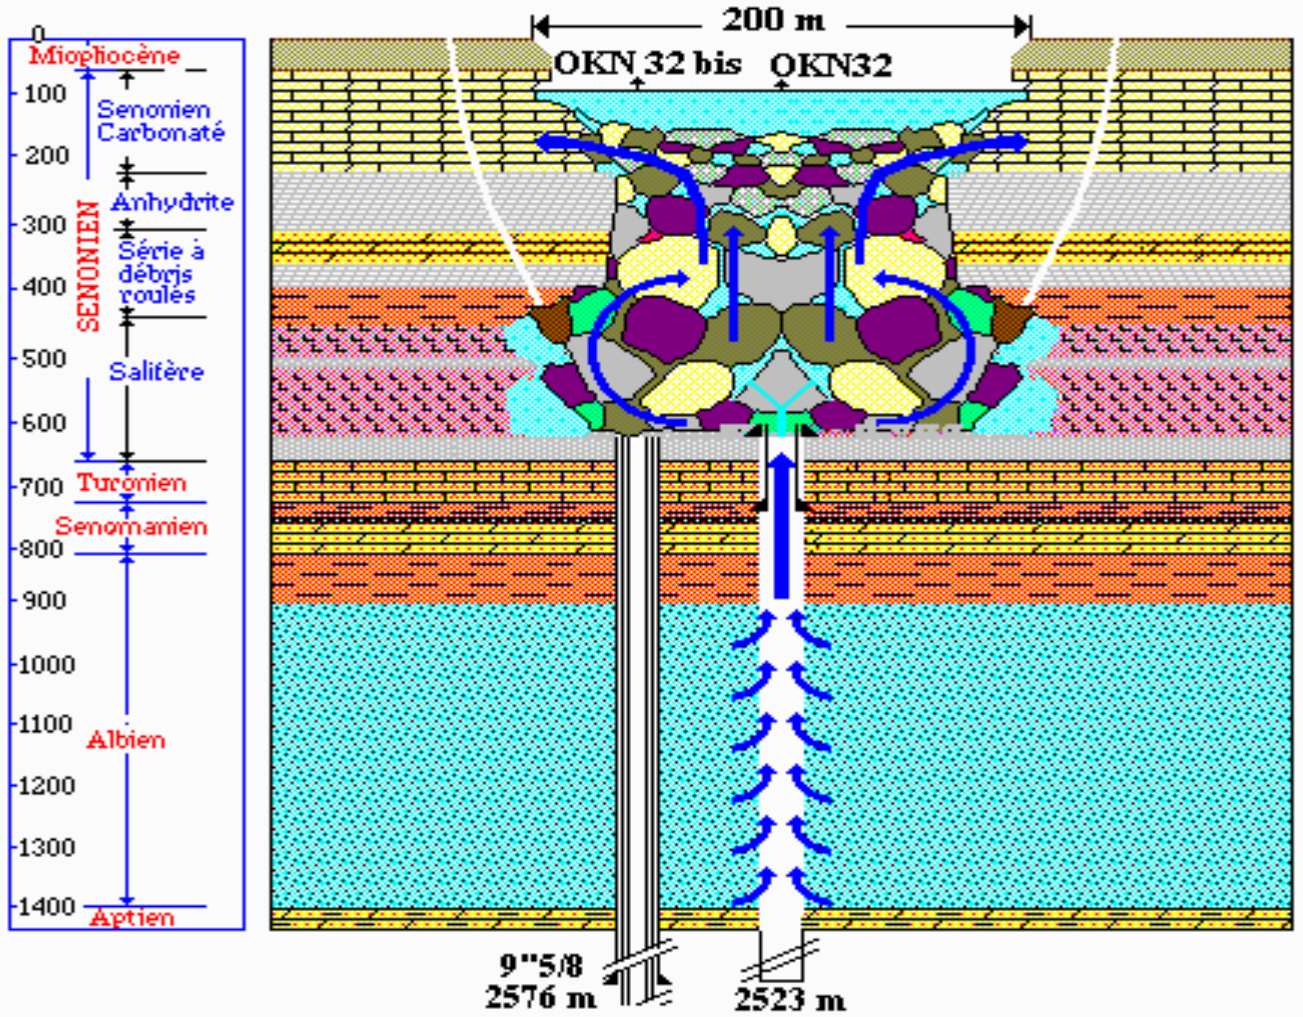 200 m
OKN 32 bis
OKN32
0
Miopliocène
100
Senonien
Carbonaté
200
Anhydrite
300
Série à
débris
roulés
400
SENONIEN
500
Salifère
600
700
Turonien
Senomanien
800
900
1000
1100
Albien
1200
1300
1400
Aptien
9"5/8
2576 m
2523 m